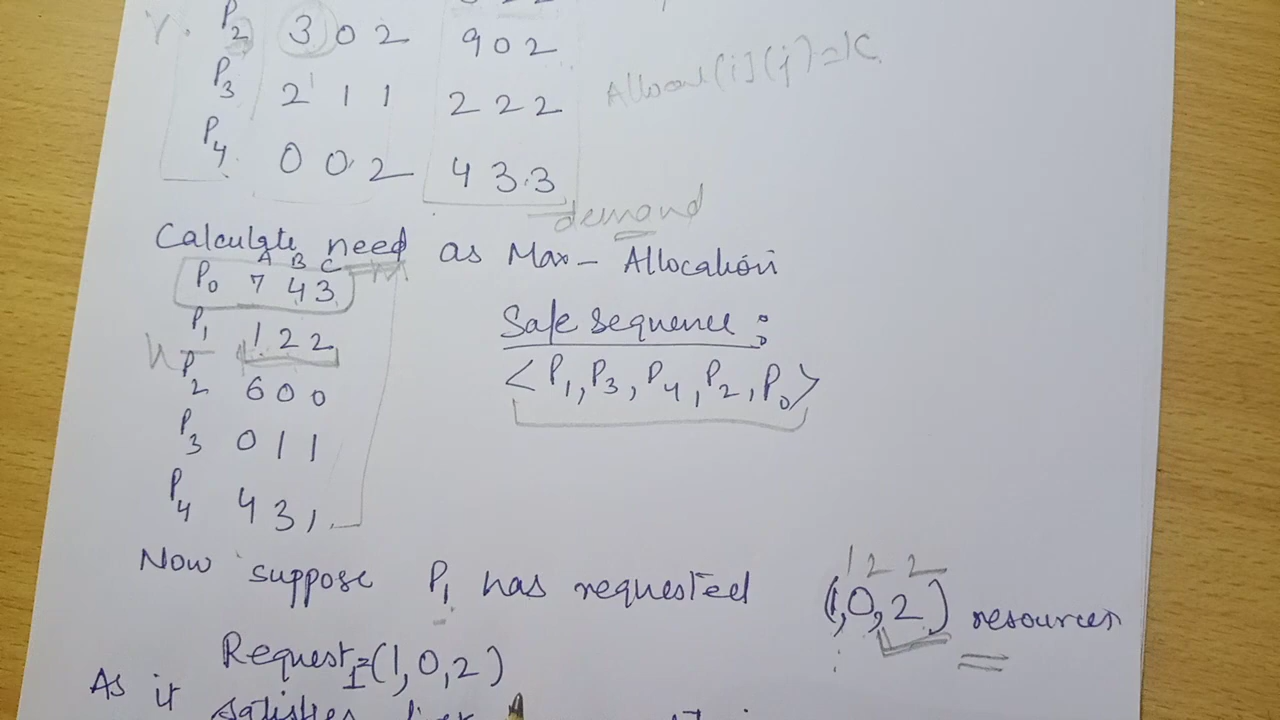 P2 3 0 2 9 0 2
Allocat[i][j]=K
P3 2 1 1 2 2 2
P4 0 0 2 4 3 3
demand
Calculate need as Max - Allocation
A B C
P0 7 4 3
Safe sequence:
P1 1 2 2
<P1, P3, P4, P2, P0>
P2 6 0 0
P3 0 1 1
P4 4 3 1
1 2 2
Now suppose P1 has requested (1,0,2) resources
Request1=(1,0,2)
As it
satisfies